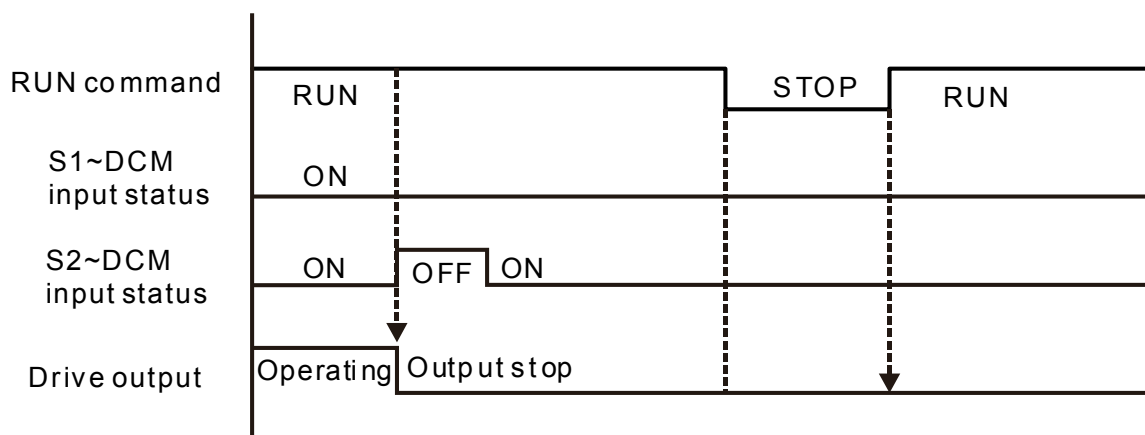 RUN command
RUN
STOP
RUN
S1~DCM
input status
ON
S2~DCM
input status
ON
OFF
ON
Drive output
Operating
Output stop